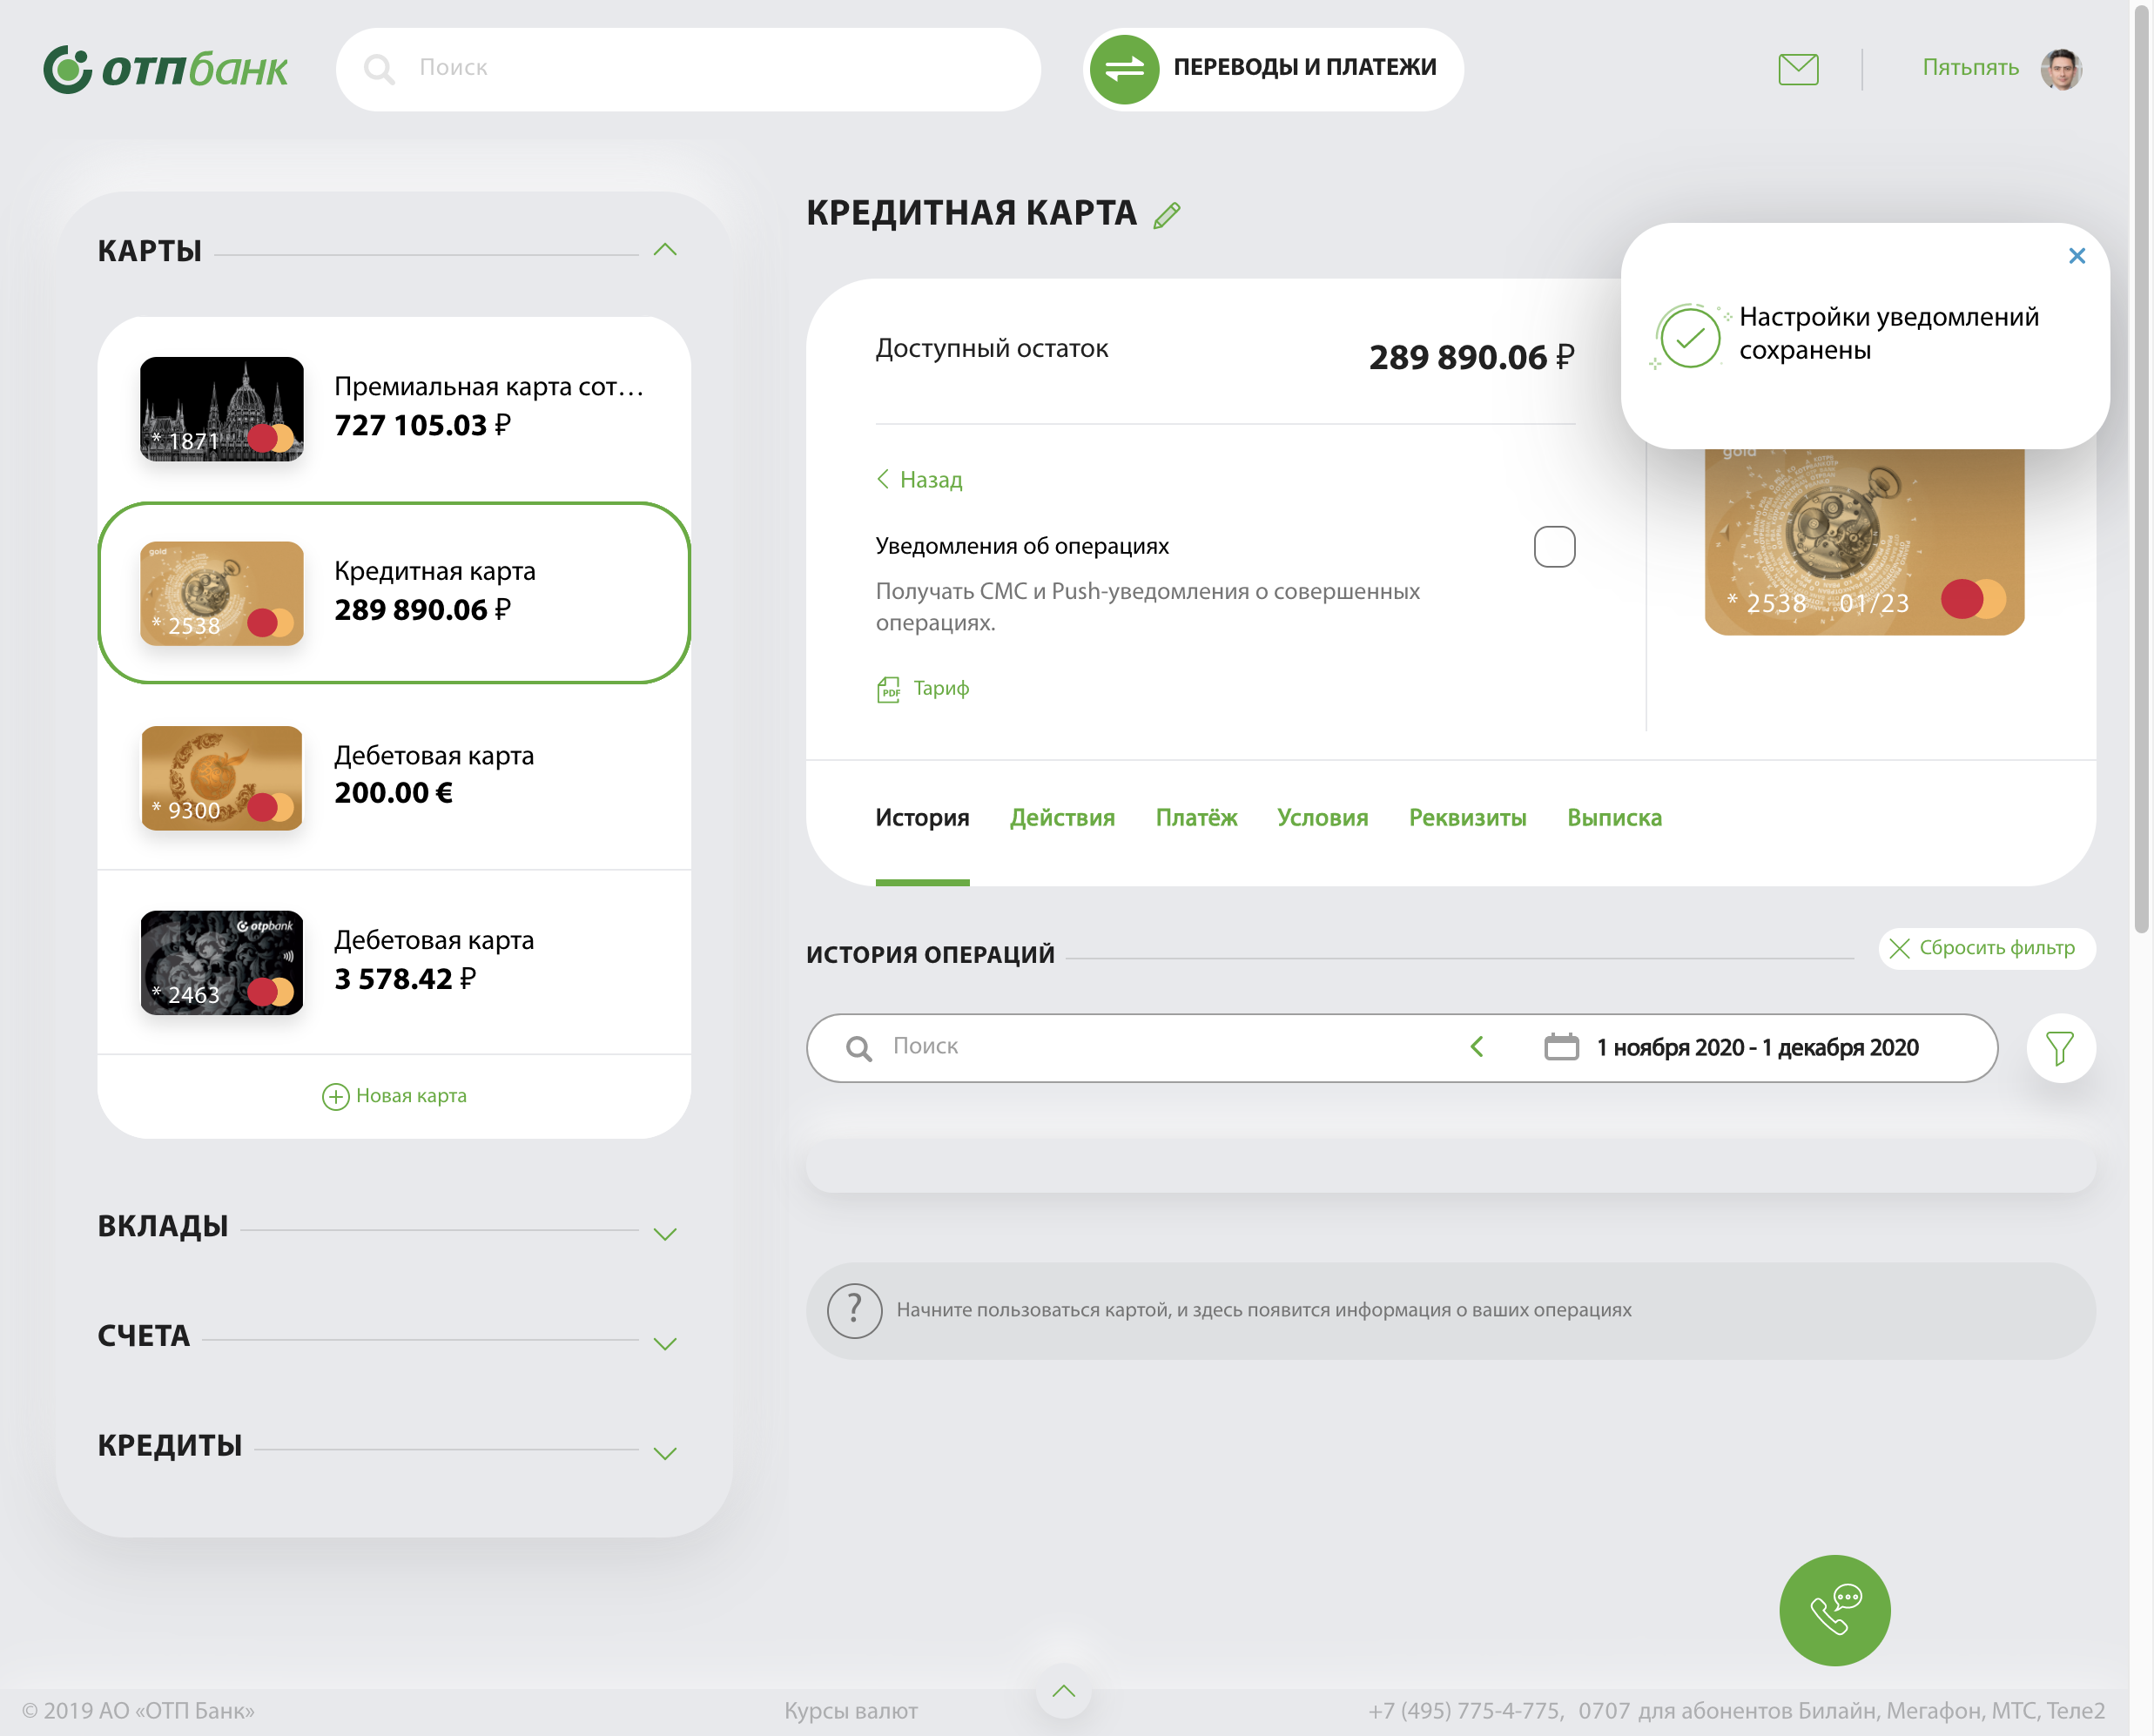 ОТПбанк
Поиск
ПЕРЕВОДЫ И ПЛАТЕЖИ
Пятьпять
КАРТЫ
* 1871
Премиальная карта сот...
727 105.03 ₽
gold
* 2538
Кредитная карта
289 890.06 ₽
* 9300
Дебетовая карта
200.00 €
otpbank
* 2463
Дебетовая карта
3 578.42 ₽
Новая карта
ВКЛАДЫ
СЧЕТА
КРЕДИТЫ
КРЕДИТНАЯ КАРТА
Доступный остаток
289 890.06 ₽
Настройки уведомлений
сохранены
Назад
Уведомления об операциях
Получать СМС и Push-уведомления о совершенных
операциях.
PDF Тариф
gold
* 2538 01/23
История Действия Платёж Условия Реквизиты Выписка
ИСТОРИЯ ОПЕРАЦИЙ
Сбросить фильтр
Поиск
1 ноября 2020 - 1 декабря 2020
? Начните пользоваться картой, и здесь появится информация о ваших операциях
© 2019 АО «ОТП Банк»
Курсы валют
+7 (495) 775-4-775, 0707 для абонентов Билайн, Мегафон, МТС, Теле2